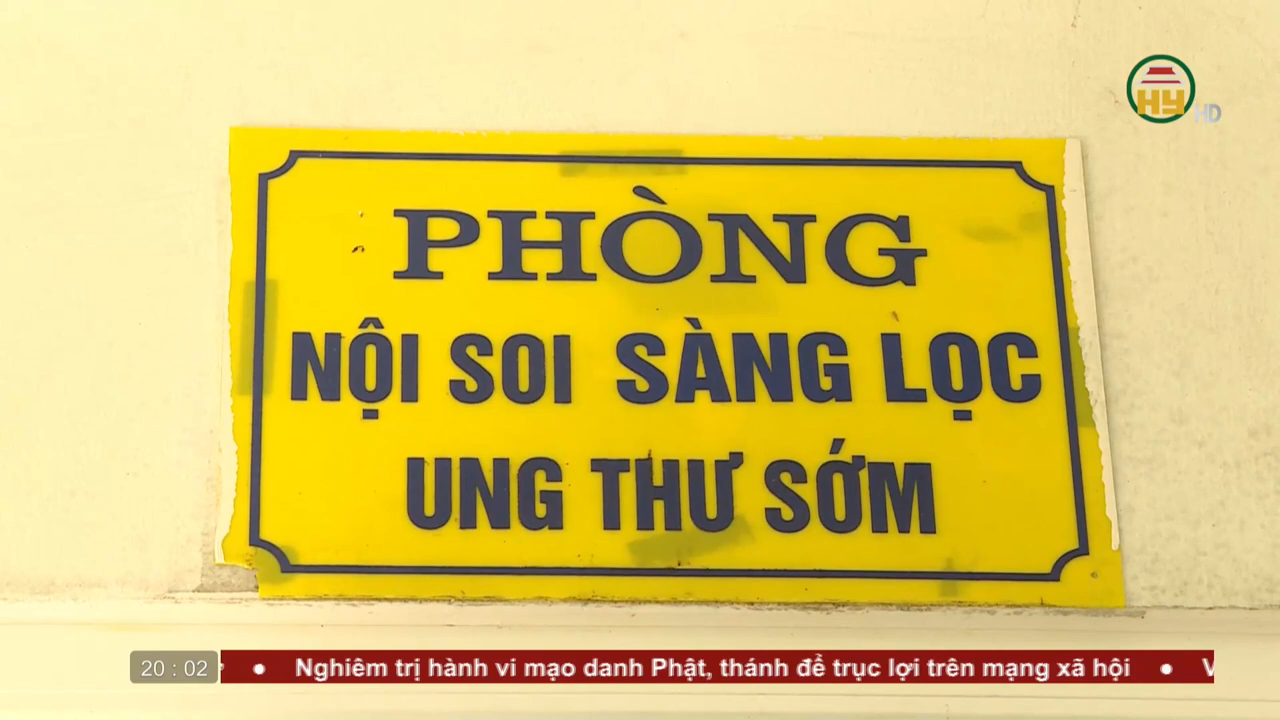 HY HD
PHÒNG
NỘI SOI SÀNG LỌC
UNG THƯ SỚM
20 : 02 • Nghiêm trị hành vi mạo danh Phật, thánh để trục lợi trên mạng xã hội •